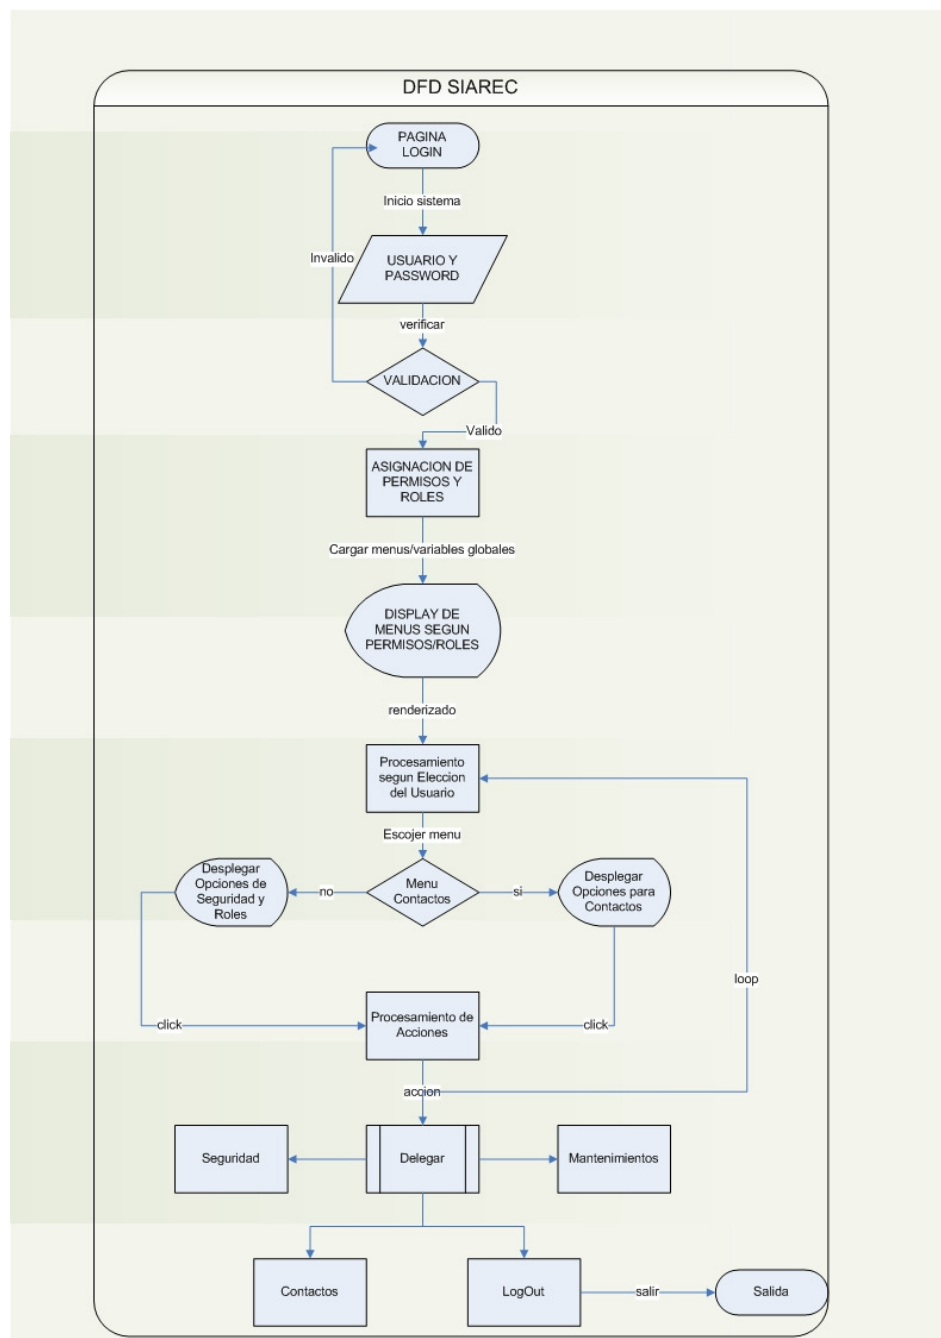 DFD SIAREC
PAGINA
LOGIN
Inicio sistema
Invalido
USUARIO Y
PASSWORD
verificar
VALIDACION
Valido
ASIGNACION DE
PERMISOS Y
ROLES
Cargar menus/variables globales
DISPLAY DE
MENUS SEGUN
PERMISOS/ROLES
renderizado
Procesamiento
segun Eleccion
del Usuario
Escojer menu
Desplegar
Opciones de
Seguridad y
Roles
no
Menu
Contactos
si
Desplegar
Opciones para
Contactos
loop
click
Procesamiento de
Acciones
click
accion
Seguridad
Delegar
Mantenimientos
Contactos
LogOut
salir
Salida